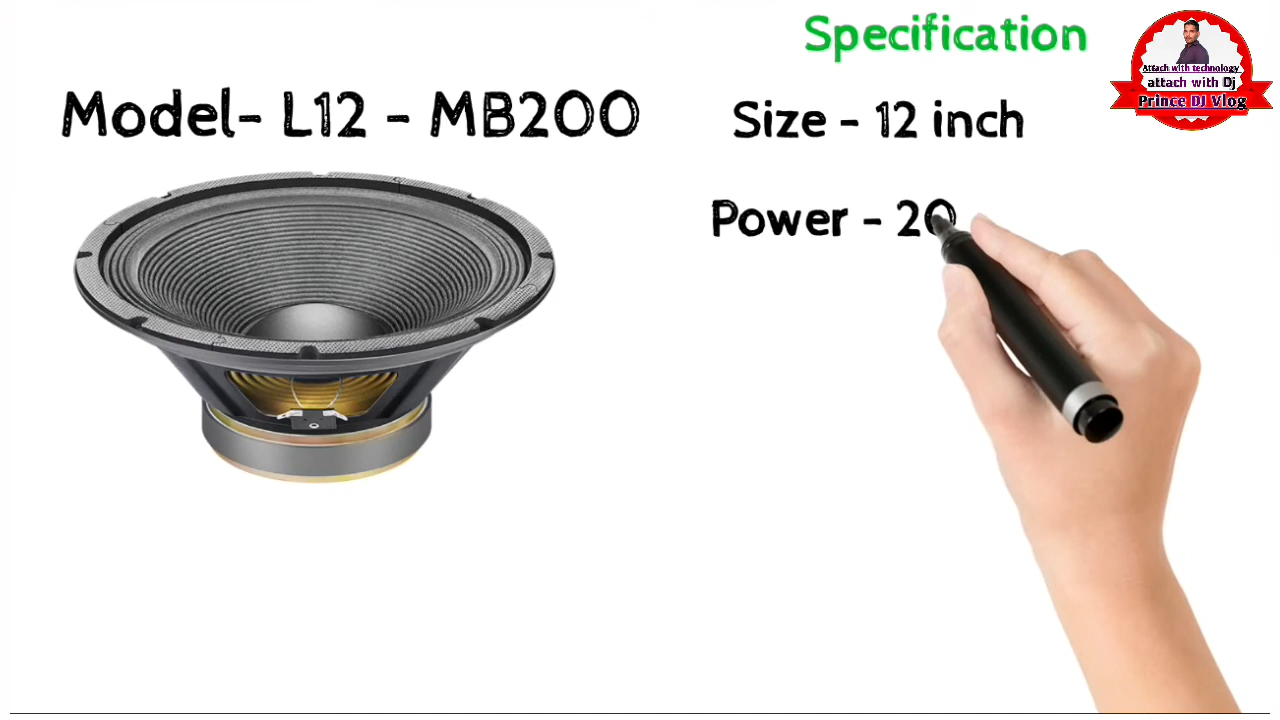 Specification
Model- L12 - MB200
Size - 12 inch
Power - 20
Attach with technology
attach with Dj
Prince DJ Vlog